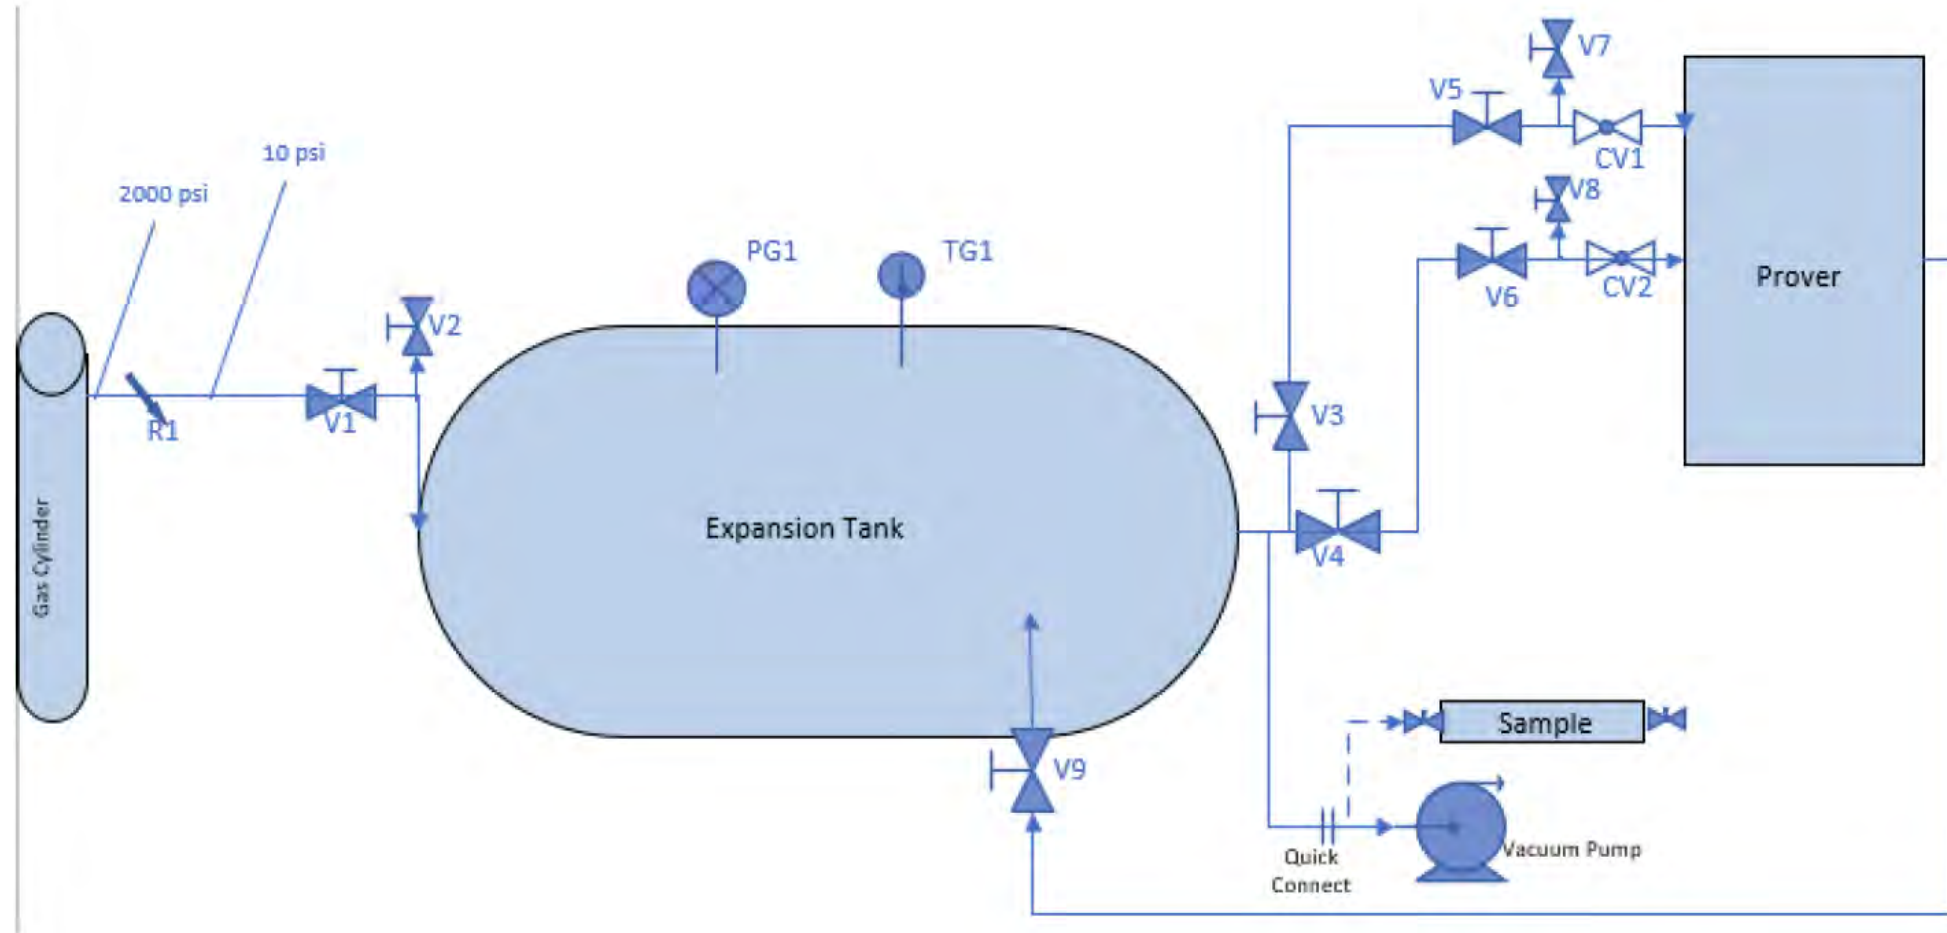 V7
V5
CV1
10 psi
2000 psi
V8
PG1
TG1
Prover
V6
CV2
V2
V3
R1
V1
Expansion Tank
Gas Cylinder
V4
Sample
V9
Quick
Connect
Vacuum Pump